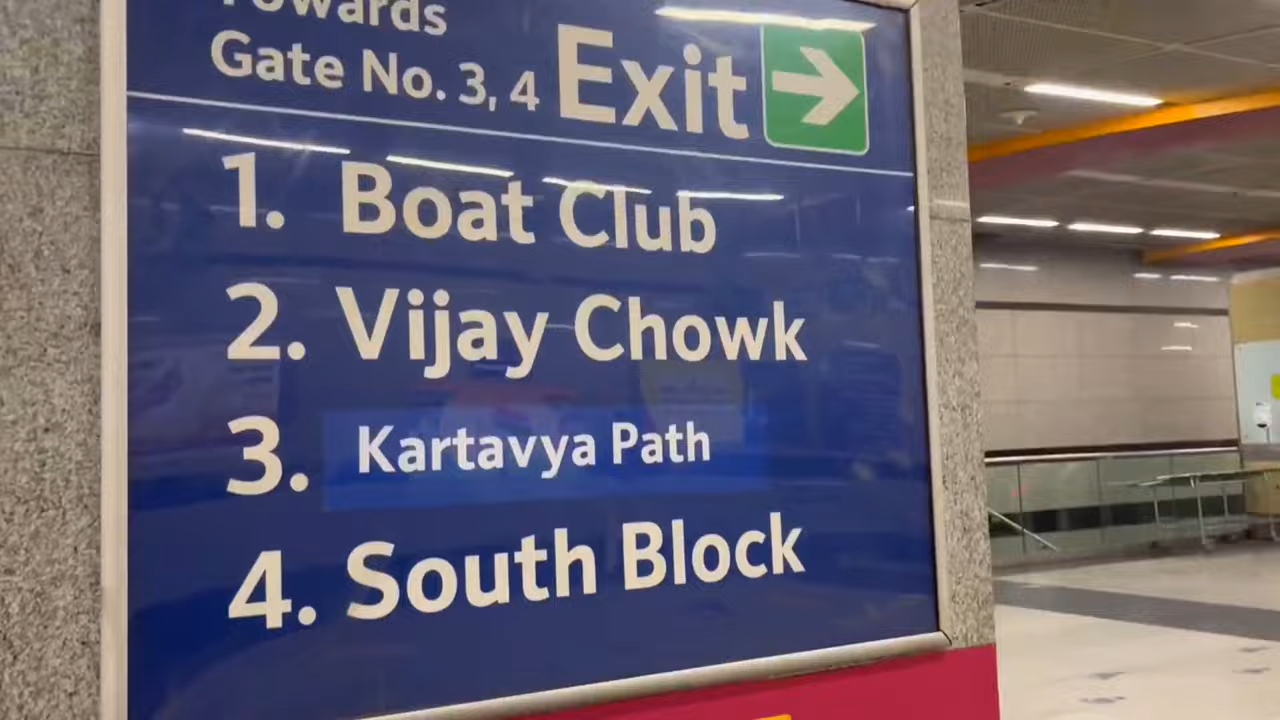 Towards
Gate No. 3, 4 Exit
1. Boat Club
2. Vijay Chowk
3. Kartavya Path
4. South Block